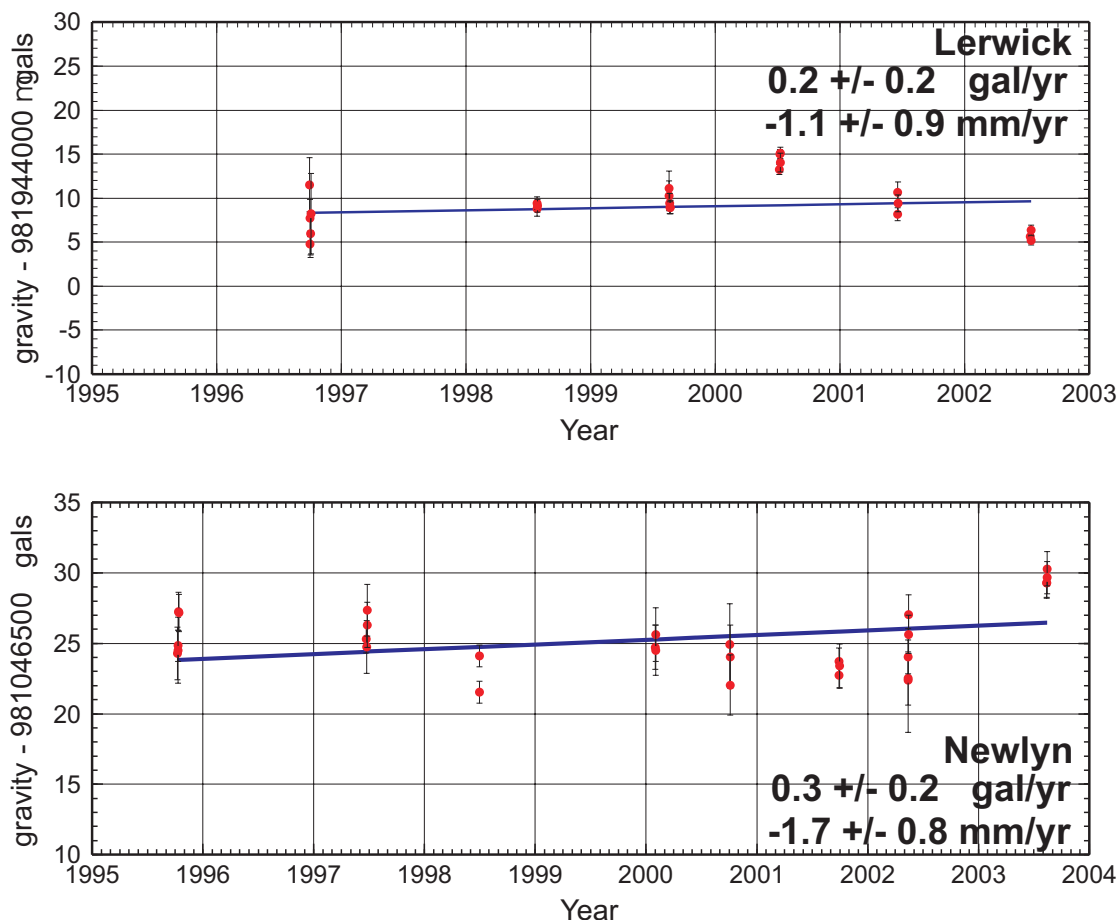 30
25
20
15
10
5
0
-5
-10
gravity - 981944000 mgals
Lerwick
0.2 +/- 0.2 gal/yr
-1.1 +/- 0.9 mm/yr
1995 1996 1997 1998 1999 2000 2001 2002 2003
Year
35
30
25
20
15
10
gravity - 981046500 gals
Newlyn
0.3 +/- 0.2 gal/yr
-1.7 +/- 0.8 mm/yr
1995 1996 1997 1998 1999 2000 2001 2002 2003 2004
Year